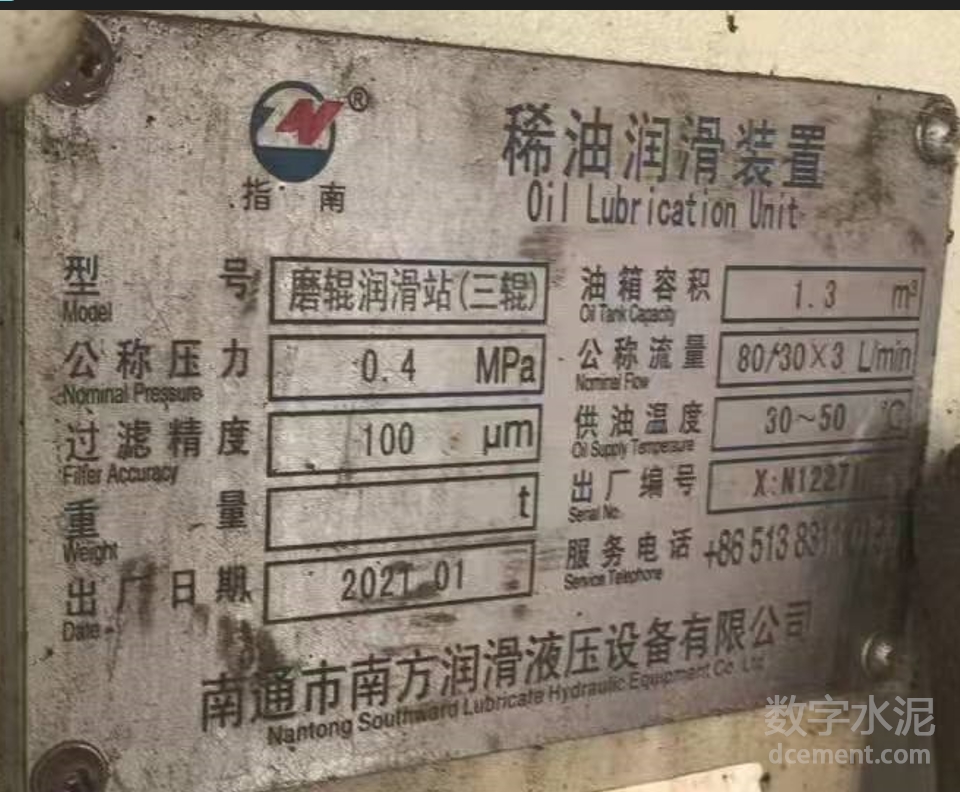 ZN®
指南
稀油润滑装置
Oil Lubrication Unit
型号 磨辊润滑站(三辊)
Model
公称压力 0.4 MPa
Nominal Pressure
过滤精度 100 μm
Filter Accuracy
重量 t
Weight
出厂日期 2021 01
Date
油箱容积 1.3 m³
Oil Tank Capacity
公称流量 80/30×3 L/min
Nominal Flow
供油温度 30~50 ℃
Oil Supply Temperature
出厂编号
Serial No.
服务电话 +86 513
Service Telephone
南通市南方润滑液压设备有限公司
Nantong Southward Lubricate Hydraulic Equipment Co. Ltd
数字水泥
dcement.com